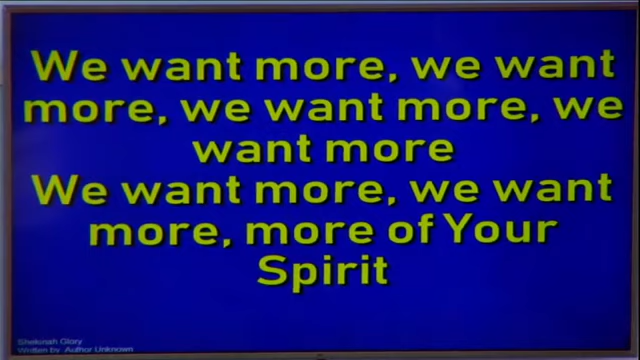 We want more, we want
more, we want more, we
want more
We want more, we want
more, more of Your
Spirit
Shekinah Glory
Written by Author Unknown